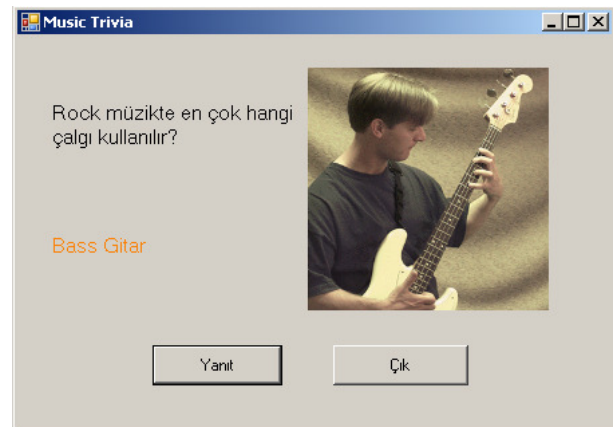 Music Trivia
Rock müzikte en çok hangi
çalgı kullanılır?
Bass Gitar
Yanıt
Çık